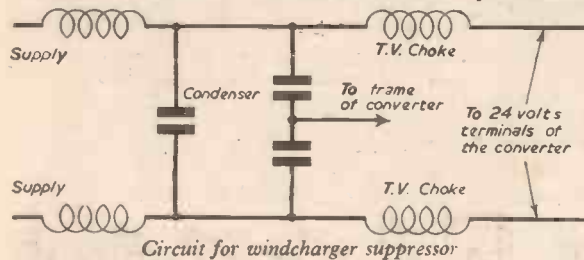 Supply
T.V. Choke
Condenser
To frame
of converter
To 24 volts
terminals of
the converter
Supply
T.V. Choke
Circuit for windcharger suppressor